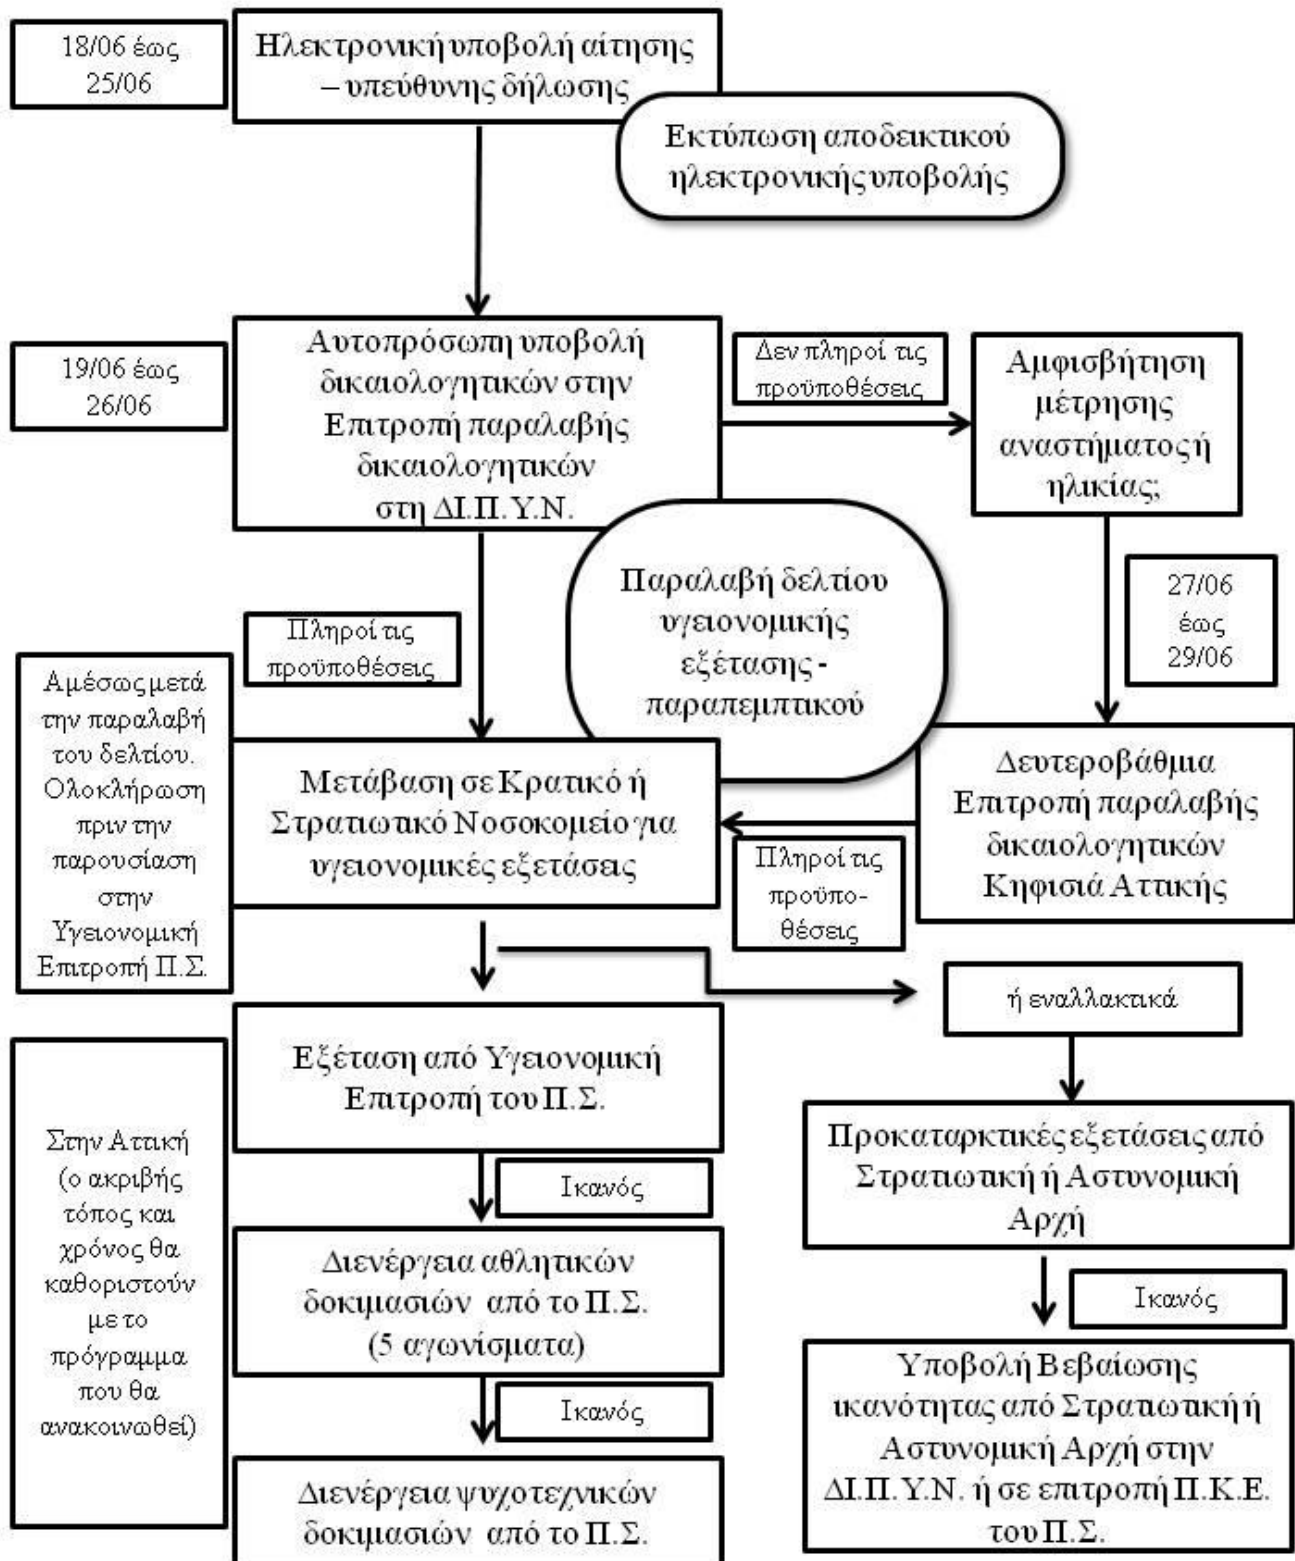 18/06 έως
25/06
Ηλεκτρονική υποβολή αίτησης
– υπεύθυνης δήλωσης
Εκτύπωση αποδεικτικού
ηλεκτρονικής υποβολής
19/06 έως
26/06
Αυτοπρόσωπη υποβολή
δικαιολογητικών στην
Επιτροπή παραλαβής
δικαιολογητικών
στη ΔΙ.Π.Υ.Ν.
Δεν πληροί τις
προϋποθέσεις
Αμφισβήτηση
μέτρησης
αναστήματος ή
ηλικίας;
27/06
έως
29/06
Παραλαβή δελτίου
υγειονομικής
εξέτασης -
παραπεμπτικού
Πληροί τις
προϋποθέσεις
Αμέσως μετά
την παραλαβή
του δελτίου.
Ολοκλήρωση
πριν την
παρουσίαση
στην
Υγειονομική
Επιτροπή Π.Σ.
Μετάβαση σε Κρατικό ή
Στρατιωτικό Νοσοκομείο για
υγειονομικές εξετάσεις
Πληροί τις
προϋπο-
θέσεις
Δευτεροβάθμια
Επιτροπή παραλαβής
δικαιολογητικών
Κηφισιά Αττικής
ή εναλλακτικά
Στην Αττική
(ο ακριβής
τόπος και
χρόνος θα
καθοριστούν
με το
πρόγραμμα
που θα
ανακοινωθεί)
Εξέταση από Υγειονομική
Επιτροπή του Π.Σ.
Ικανός
Διενέργεια αθλητικών
δοκιμασιών από το Π.Σ.
(5 αγωνίσματα)
Ικανός
Διενέργεια ψυχοτεχνικών
δοκιμασιών από το Π.Σ.
Προκαταρκτικές εξετάσεις από
Στρατιωτική ή Αστυνομική
Αρχή
Ικανός
Υποβολή Βεβαίωσης
ικανότητας από Στρατιωτική ή
Αστυνομική Αρχή στην
ΔΙ.Π.Υ.Ν. ή σε επιτροπή Π.Κ.Ε.
του Π.Σ.